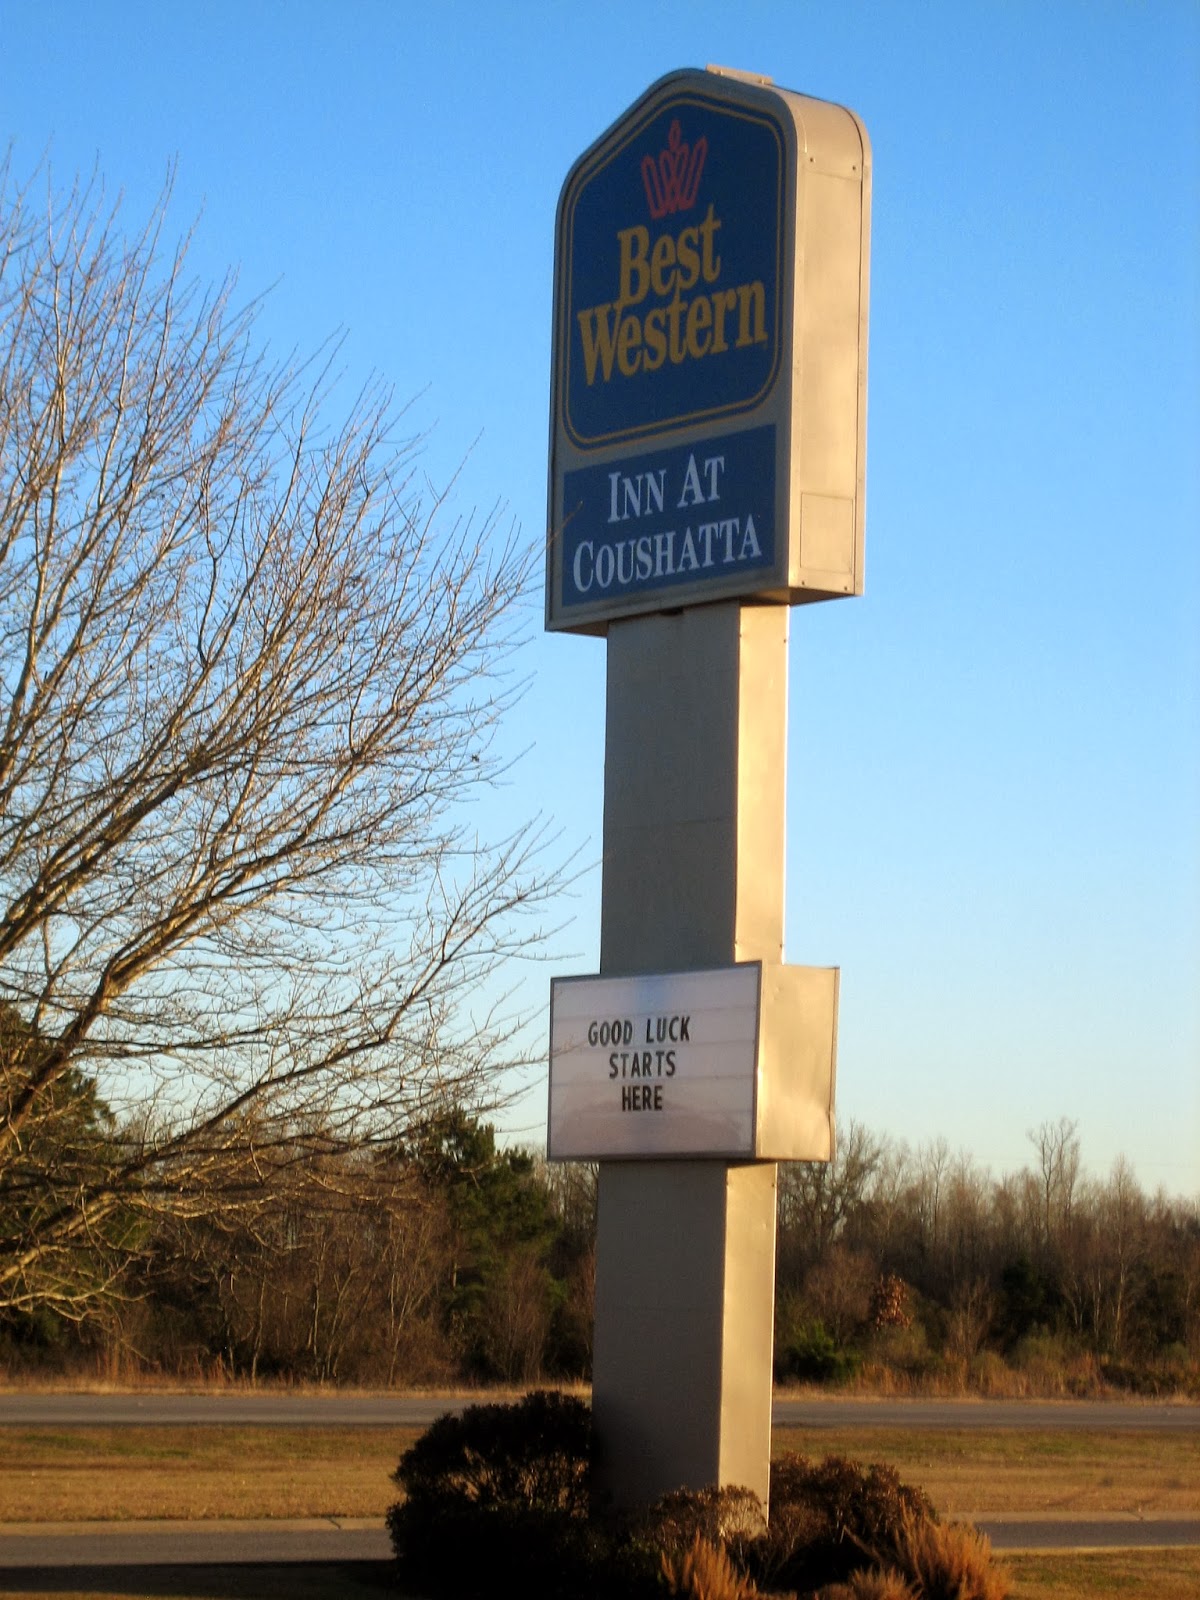 Best
Western
INN AT
COUSHATTA
GOOD LUCK
STARTS
HERE